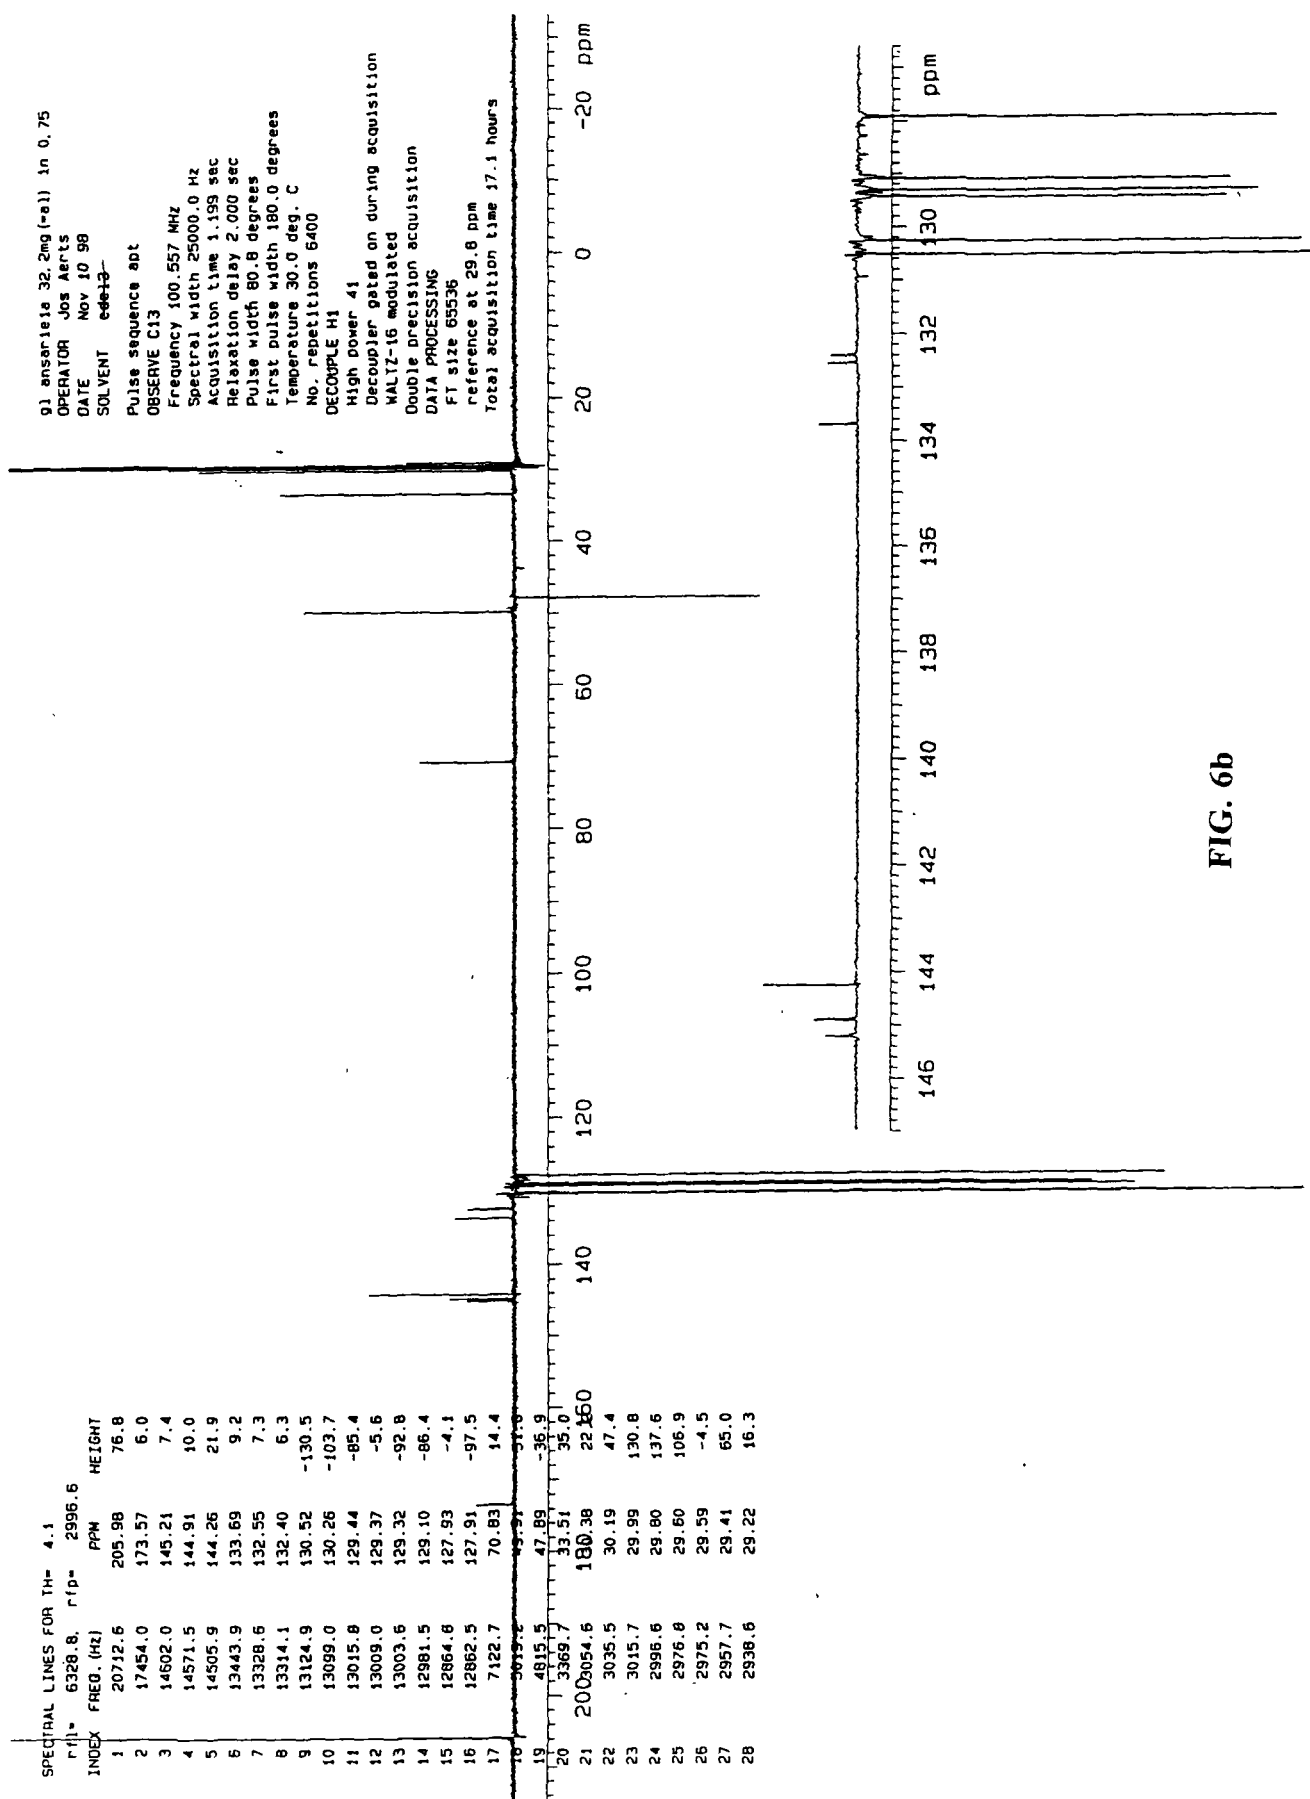 SPECTRAL LINES FOR TH= 4.1
rfl= 6328.8. rfp= 2996.6
INDEX FREQ.(Hz) PPM HEIGHT
1 20712.6 205.98 76.8
2 17454.0 173.57 6.0
3 14602.0 145.21 7.4
4 14571.5 144.91 10.0
5 14505.9 144.26 21.9
6 13443.9 133.69 9.2
7 13328.6 132.55 7.3
8 13314.1 132.40 6.3
9 13124.9 130.52 -130.5
10 13099.0 130.26 -103.7
11 13015.8 129.44 -85.4
12 13009.0 129.37 -5.6
13 13003.6 129.32 -92.8
14 12981.5 129.10 -86.4
15 12864.6 127.93 -4.1
16 12862.5 127.91 -97.5
17 7122.7 70.83 14.4
18
19 4815.5 47.89 -36.9
20 3369.7 33.51 35.0
21 3054.6 30.38
22 3035.5 30.19 47.4
23 3015.7 29.99 130.8
24 2996.6 29.80 137.6
25 2976.8 29.60 106.9
26 2975.2 29.59 -4.5
27 2957.7 29.41 65.0
28 2938.6 29.22 16.3
gl ansariela 32.2mg(=all) in 0.75
OPERATOR Jos Aerts
DATE Nov 10 98
SOLVENT
Pulse sequence apt
OBSERVE C13
Frequency 100.557 MHz
Spectral width 25000.0 Hz
Acquisition time 1.199 sec
Relaxation delay 2.000 sec
Pulse width 80.8 degrees
First pulse width 180.0 degrees
Temperature 30.0 deg. C
No. repetitions 6400
DECOUPLE H1
High power 41
Decoupler gated on during acquisition
WALTZ-16 modulated
Double precision acquisition
DATA PROCESSING
FT size 65536
reference at 29.8 ppm
Total acquisition time 17.1 hours
200 180 160 140 120 100 80 60 40 20 0 -20 ppm
146 144 142 140 138 136 134 132 130 ppm
FIG. 6b